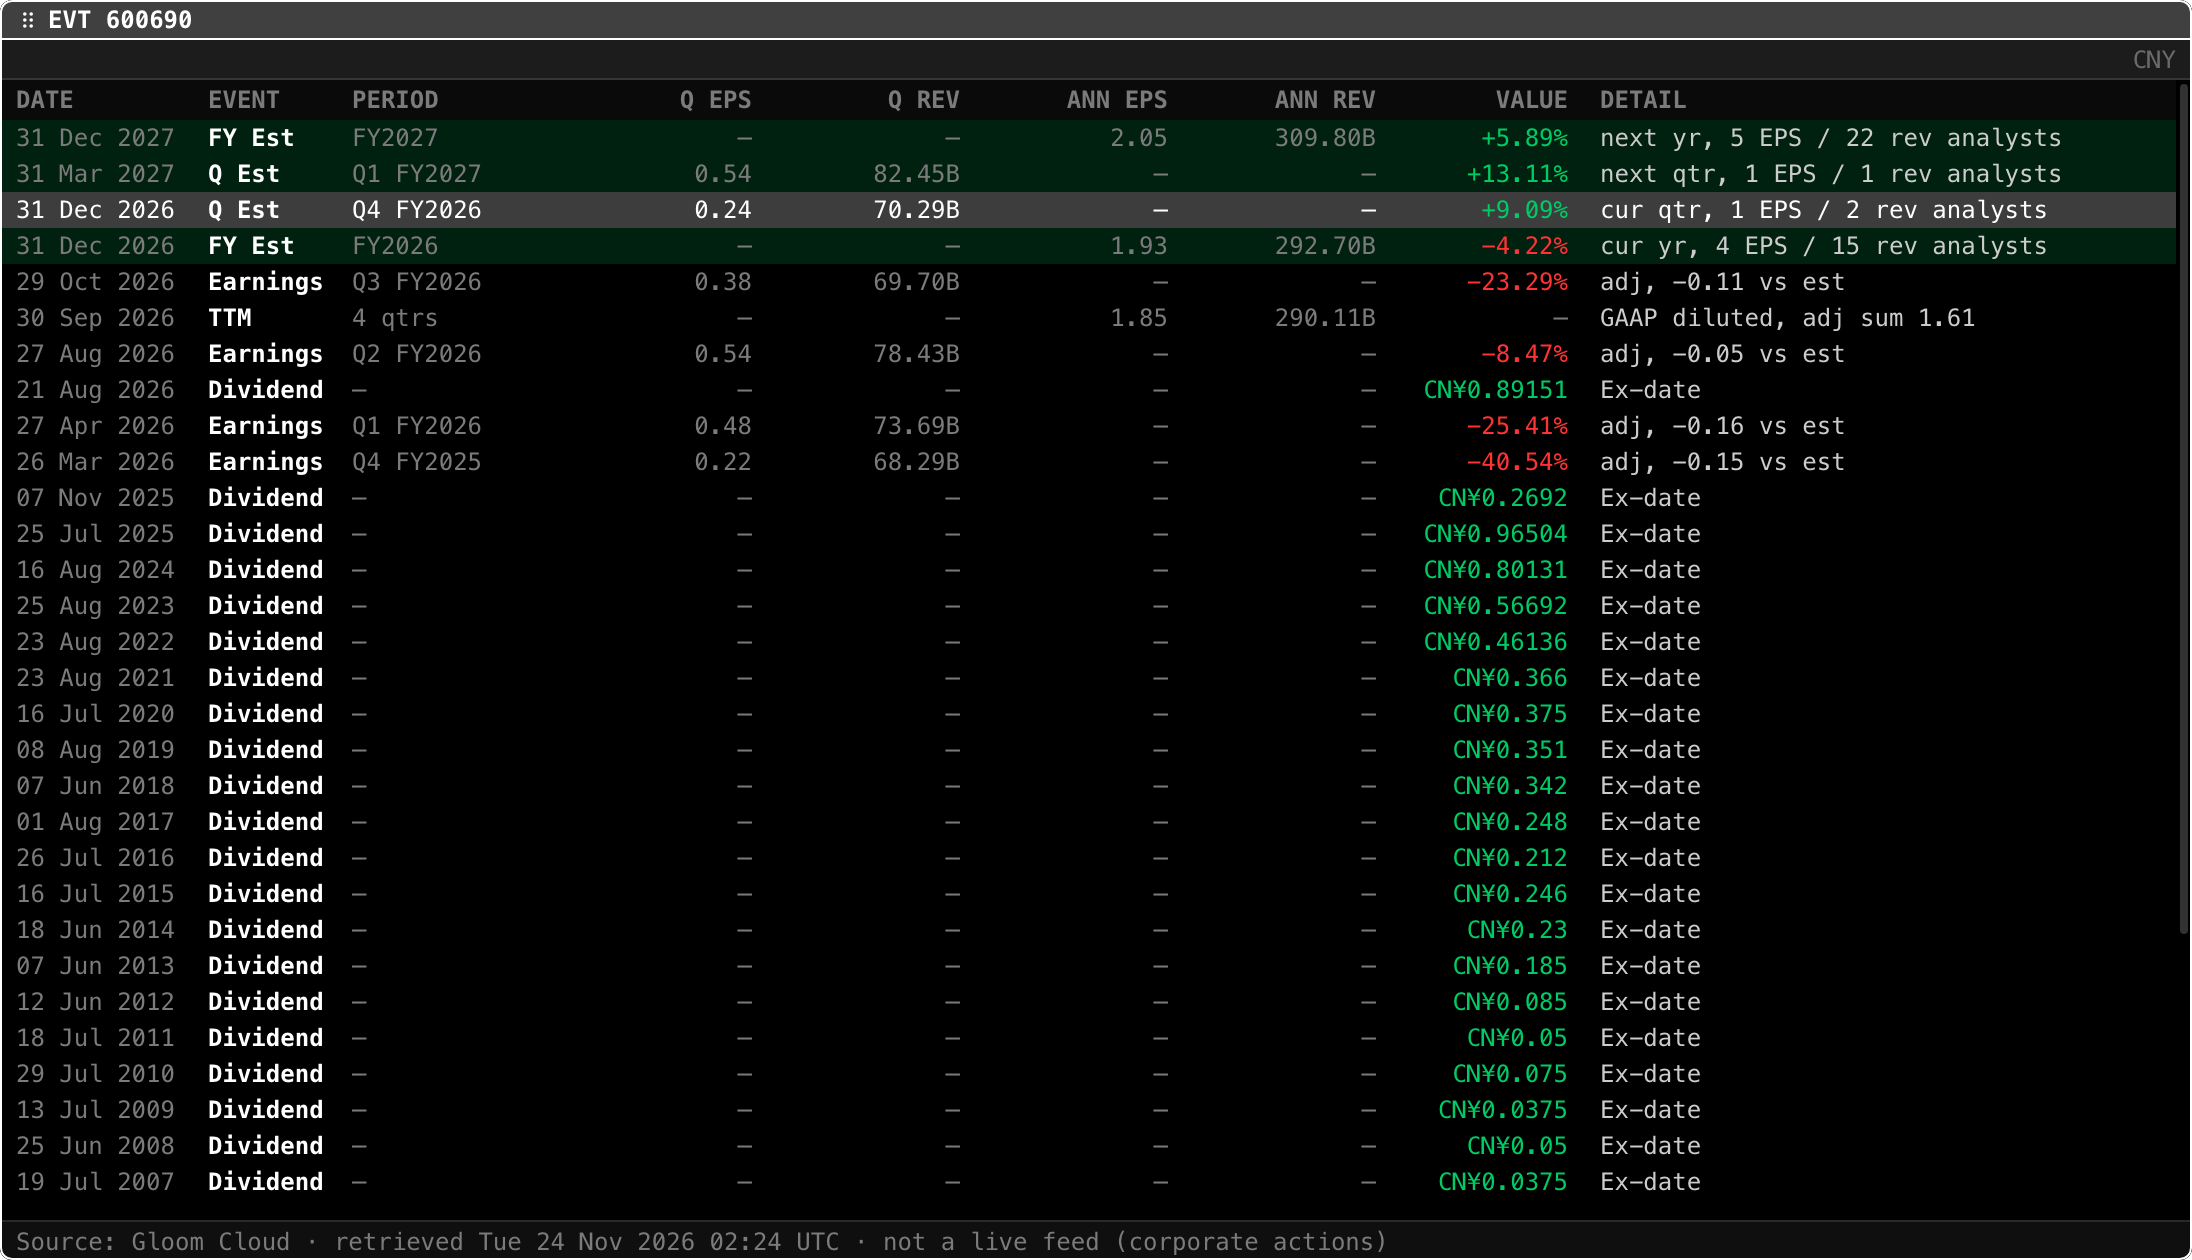 ⠿ EVT 600690
CNY
DATE EVENT PERIOD Q EPS Q REV ANN EPS ANN REV VALUE DETAIL
31 Dec 2027 FY Est FY2027 — — 2.05 309.80B +5.89% next yr, 5 EPS / 22 rev analysts
31 Mar 2027 Q Est Q1 FY2027 0.54 82.45B — — +13.11% next qtr, 1 EPS / 1 rev analysts
31 Dec 2026 Q Est Q4 FY2026 0.24 70.29B — — +9.09% cur qtr, 1 EPS / 2 rev analysts
31 Dec 2026 FY Est FY2026 — — 1.93 292.70B −4.22% cur yr, 4 EPS / 15 rev analysts
29 Oct 2026 Earnings Q3 FY2026 0.38 69.70B — — −23.29% adj, −0.11 vs est
30 Sep 2026 TTM 4 qtrs — — 1.85 290.11B — GAAP diluted, adj sum 1.61
27 Aug 2026 Earnings Q2 FY2026 0.54 78.43B — — −8.47% adj, −0.05 vs est
21 Aug 2026 Dividend — — — — — CN¥0.89151 Ex-date
27 Apr 2026 Earnings Q1 FY2026 0.48 73.69B — — −25.41% adj, −0.16 vs est
26 Mar 2026 Earnings Q4 FY2025 0.22 68.29B — — −40.54% adj, −0.15 vs est
07 Nov 2025 Dividend — — — — — CN¥0.2692 Ex-date
25 Jul 2025 Dividend — — — — — CN¥0.96504 Ex-date
16 Aug 2024 Dividend — — — — — CN¥0.80131 Ex-date
25 Aug 2023 Dividend — — — — — CN¥0.56692 Ex-date
23 Aug 2022 Dividend — — — — — CN¥0.46136 Ex-date
23 Aug 2021 Dividend — — — — — CN¥0.366 Ex-date
16 Jul 2020 Dividend — — — — — CN¥0.375 Ex-date
08 Aug 2019 Dividend — — — — — CN¥0.351 Ex-date
07 Jun 2018 Dividend — — — — — CN¥0.342 Ex-date
01 Aug 2017 Dividend — — — — — CN¥0.248 Ex-date
26 Jul 2016 Dividend — — — — — CN¥0.212 Ex-date
16 Jul 2015 Dividend — — — — — CN¥0.246 Ex-date
18 Jun 2014 Dividend — — — — — CN¥0.23 Ex-date
07 Jun 2013 Dividend — — — — — CN¥0.185 Ex-date
12 Jun 2012 Dividend — — — — — CN¥0.085 Ex-date
18 Jul 2011 Dividend — — — — — CN¥0.05 Ex-date
29 Jul 2010 Dividend — — — — — CN¥0.075 Ex-date
13 Jul 2009 Dividend — — — — — CN¥0.0375 Ex-date
25 Jun 2008 Dividend — — — — — CN¥0.05 Ex-date
19 Jul 2007 Dividend — — — — — CN¥0.0375 Ex-date
Source: Gloom Cloud · retrieved Tue 24 Nov 2026 02:24 UTC · not a live feed (corporate actions)